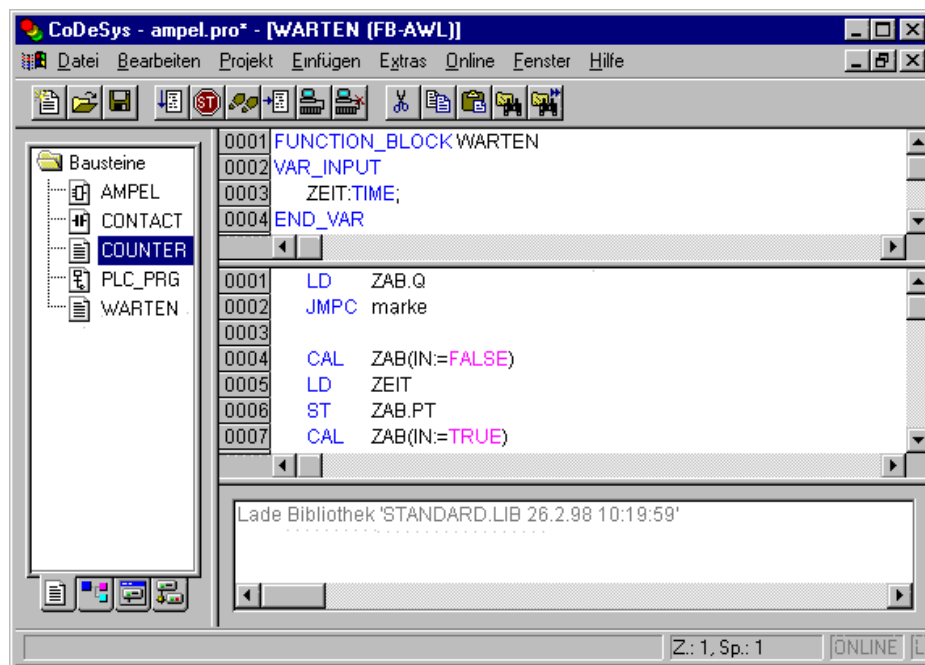 CoDeSys - ampel.pro* - [WARTEN (FB-AWL)]
Datei Bearbeiten Projekt Einfügen Extras Online Fenster Hilfe
ST
Bausteine
AMPEL
CONTACT
COUNTER
PLC_PRG
WARTEN
0001 FUNCTION_BLOCK WARTEN
0002 VAR_INPUT
0003 ZEIT:TIME;
0004 END_VAR
0001 LD ZAB.Q
0002 JMPC marke
0003
0004 CAL ZAB(IN:=FALSE)
0005 LD ZEIT
0006 ST ZAB.PT
0007 CAL ZAB(IN:=TRUE)
Lade Bibliothek 'STANDARD.LIB 26.2.98 10:19:59'
Z.: 1, Sp.: 1 ONLINE